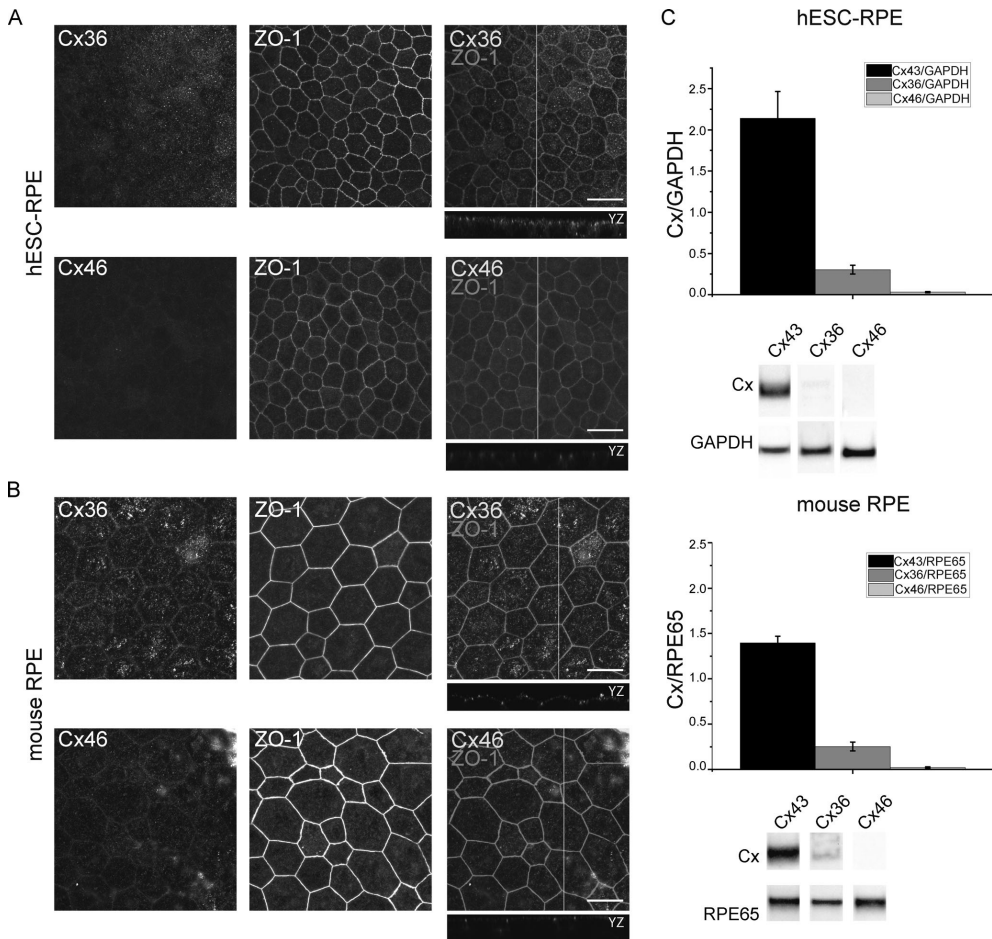 A
hESC-RPE
Cx36
ZO-1
Cx36
ZO-1
YZ
Cx46
ZO-1
Cx46
ZO-1
YZ
B
mouse RPE
Cx36
ZO-1
Cx36
ZO-1
YZ
Cx46
ZO-1
Cx46
ZO-1
YZ
C
hESC-RPE
Cx43/GAPDH
Cx36/GAPDH
Cx46/GAPDH
Cx/GAPDH
2.5
2.0
1.5
1.0
0.5
0.0
Cx43 Cx36 Cx46
Cx
GAPDH
mouse RPE
Cx43/RPE65
Cx36/RPE65
Cx46/RPE65
Cx/RPE65
2.5
2.0
1.5
1.0
0.5
0.0
Cx43 Cx36 Cx46
Cx
RPE65